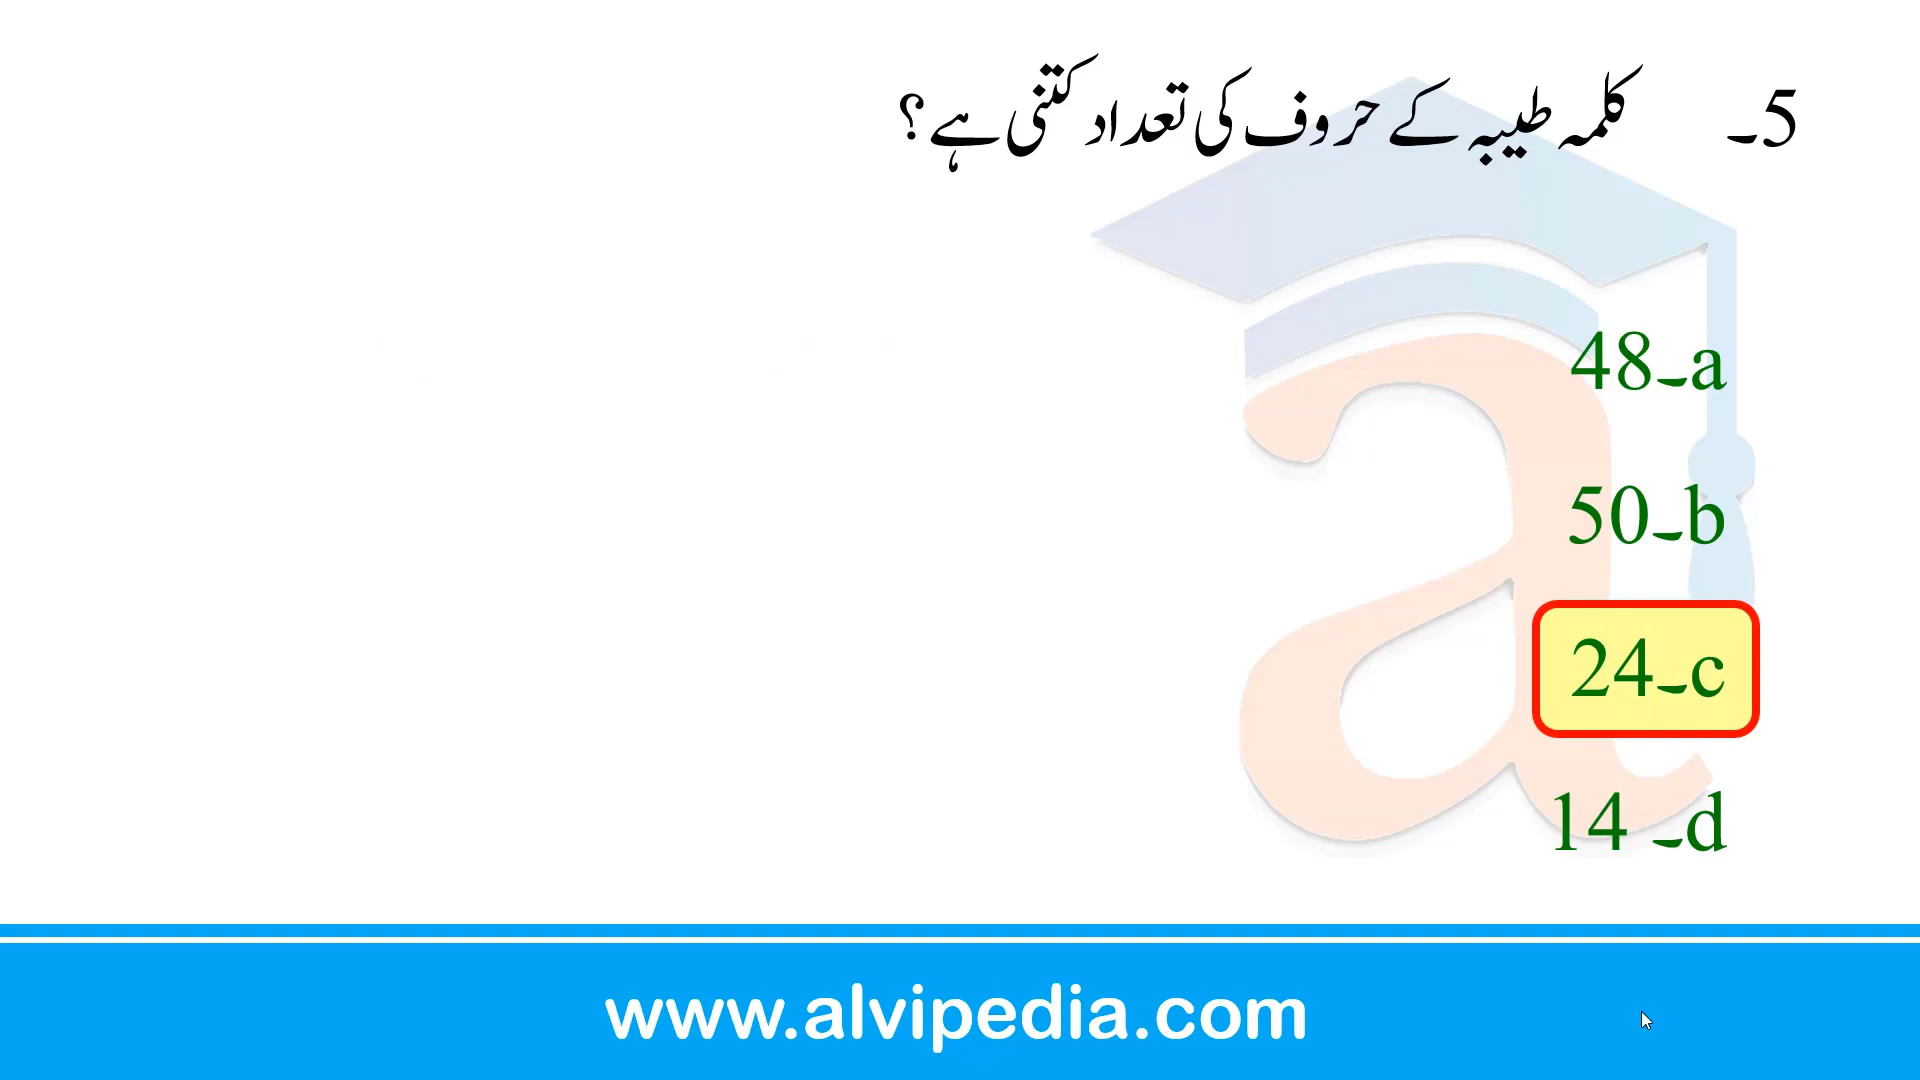 5۔ کلمہ طیبہ کے حروف کی تعداد کتنی ہے؟
48۔a
50۔b
24۔c
14 ۔d
www.alvipedia.com